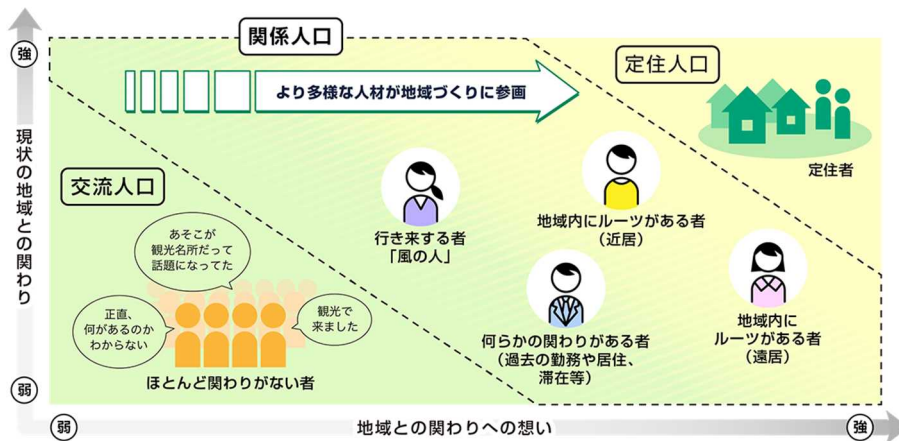 関係人口
強
定住人口
より多様な人材が地域づくりに参画
現状の地域との関わり
定住者
交流人口
行き来する者
「風の人」
地域内にルーツがある者
（近居）
あそこが
観光名所だって
話題になってた
正直、
何があるのか
わからない
観光で
来ました
ほとんど関わりがない者
何らかの関わりがある者
（過去の勤務や居住、
滞在等）
地域内に
ルーツがある者
（遠居）
弱
弱
地域との関わりへの想い
強